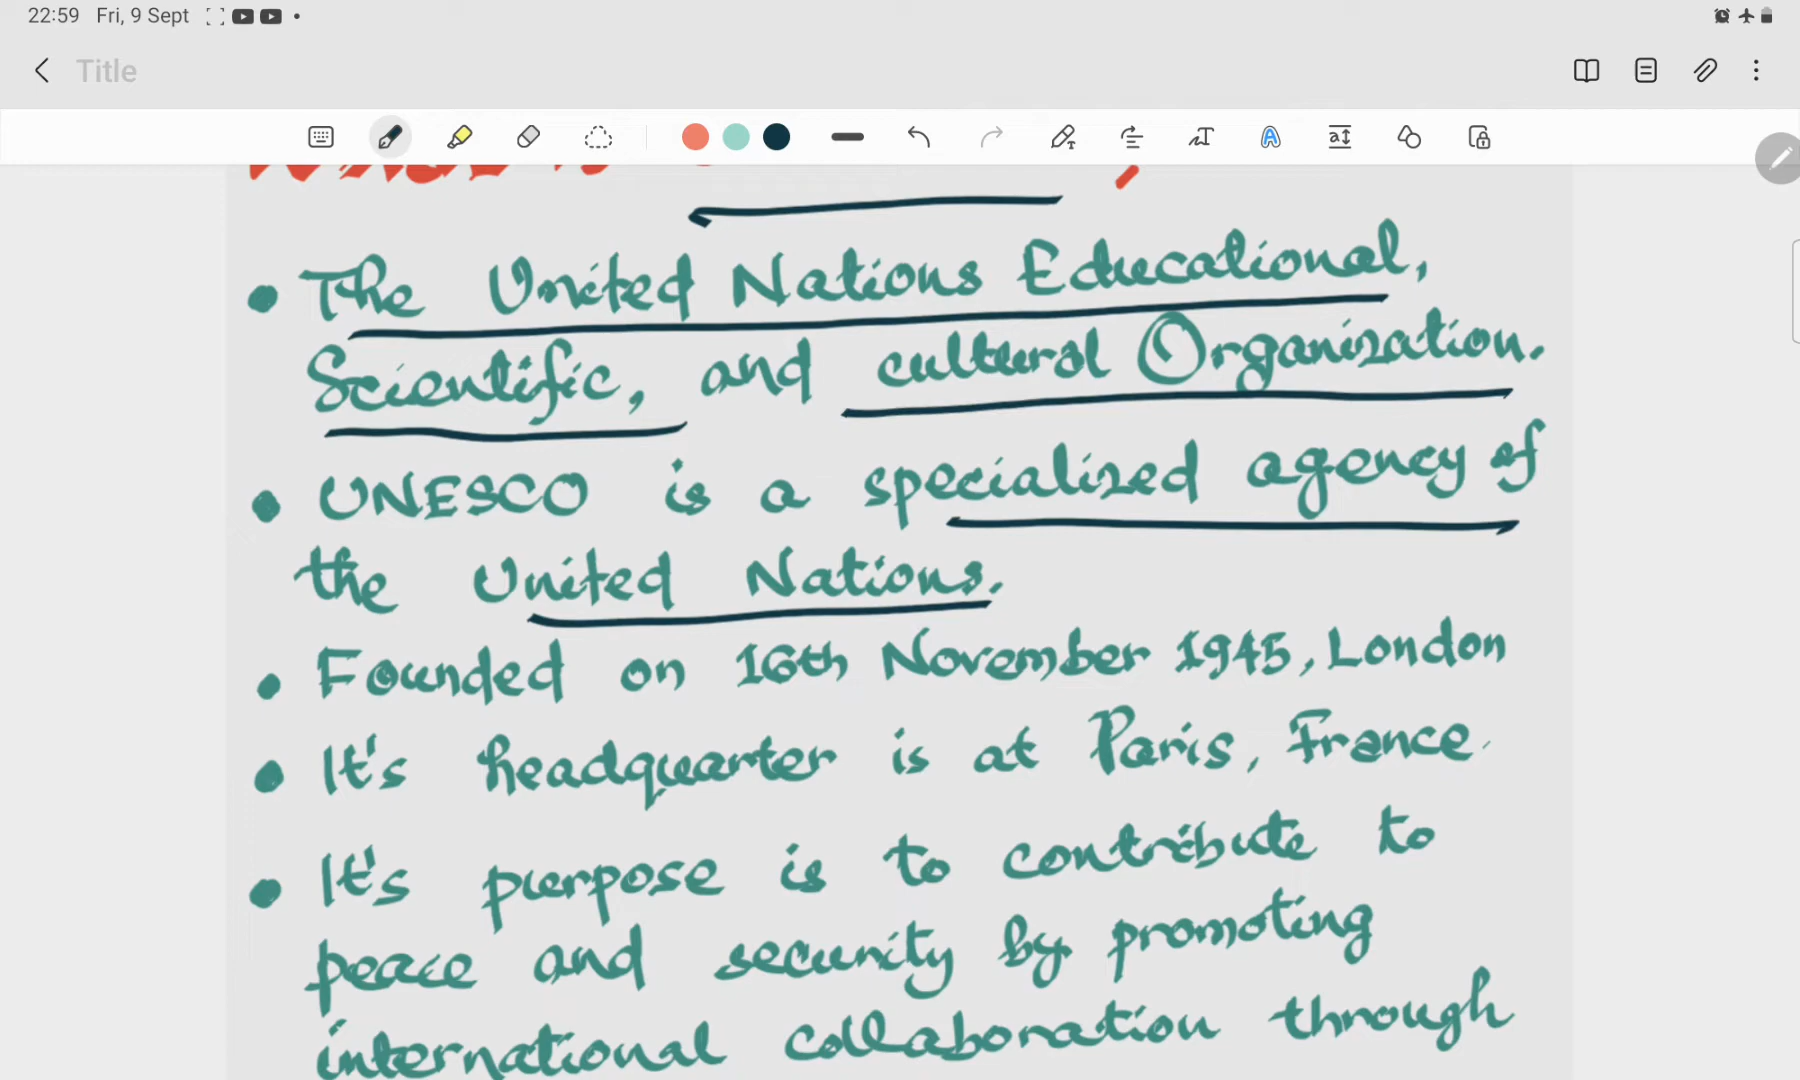 22:59 Fri, 9 Sept
Title
• The United Nations Educational,
Scientific, and cultural Organization.
• UNESCO is a specialized agency of
the United Nations.
• Founded on 16th November 1945, London
• It's headquarter is at Paris, France.
• It's purpose is to contribute to
peace and security by promoting
international collaboration through